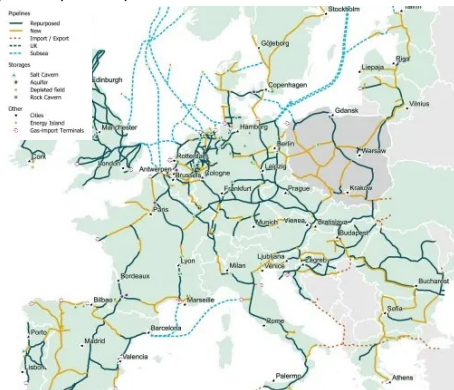 Pipelines
Repurposed
New
Import / Export
UK
Subsea
Storages
Salt Cavern
Aquifer
Depleted field
Rock Cavern
Other
Cities
Energy Island
Gas-Import Terminals
Stockholm
Göteborg
Riga
Liepaja
Edinburgh
Copenhagen
Vilnius
Gdansk
Manchester
Hamburg
Berlin
Warsaw
Cork
London
Rotterdam
Antwerpen
Leipzig
Cologne
Brussels
Krakow
Frankfurt
Prague
Paris
Munich
Vienna
Bratislava
Budapest
Lyon
Milan
Ljubljana
Venice
Zagreb
Bordeaux
Bucharest
Bilbao
Marseille
Sofia
Porto
Barcelona
Rome
Madrid
Valencia
Lisbon
Palermo
Athens